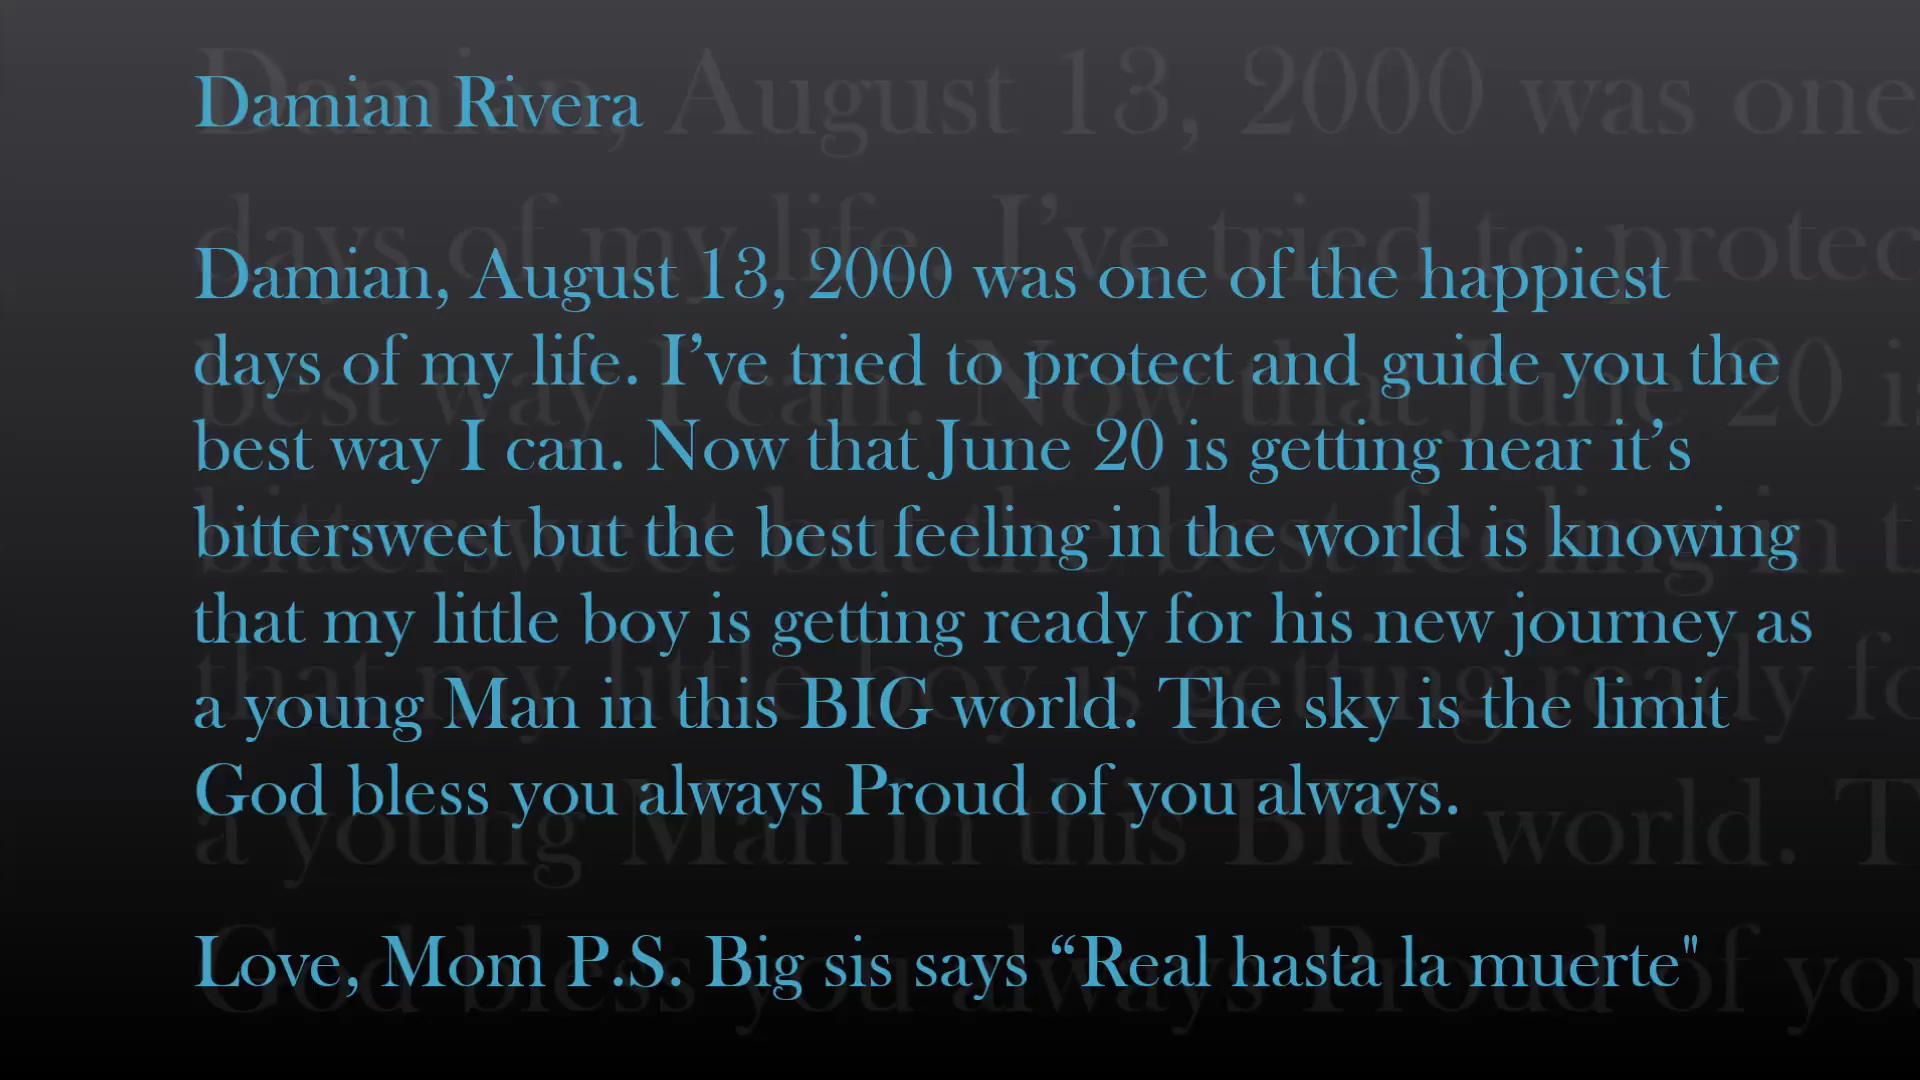 Damian Rivera
Damian, August 13, 2000 was one of the happiest
days of my life. I’ve tried to protect and guide you the
best way I can. Now that June 20 is getting near it’s
bittersweet but the best feeling in the world is knowing
that my little boy is getting ready for his new journey as
a young Man in this BIG world. The sky is the limit
God bless you always Proud of you always.
Love, Mom P.S. Big sis says “Real hasta la muerte"